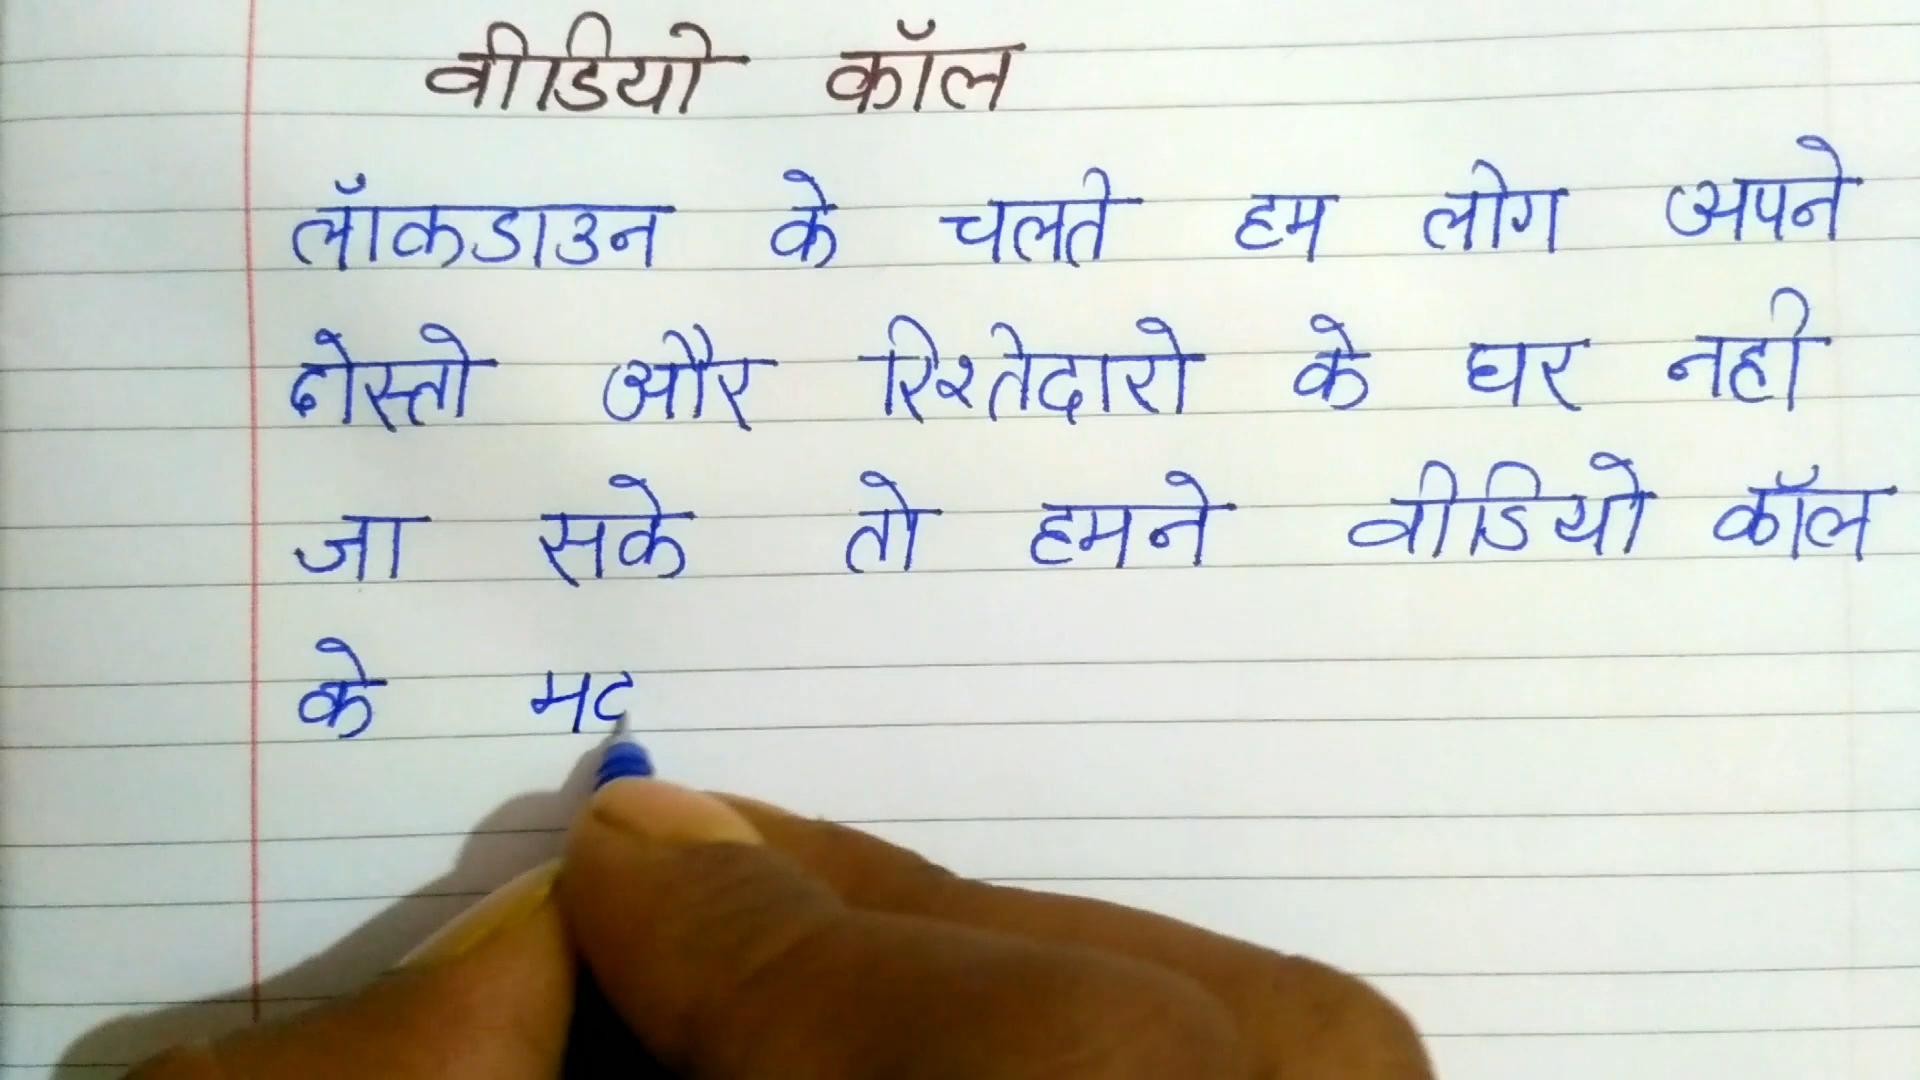 वीडियो कॉल
लॉकडाउन के चलते हम लोग अपने
दोस्तो और रिश्तेदारो के घर नही
जा सके तो हमने वीडियो कॉल
के